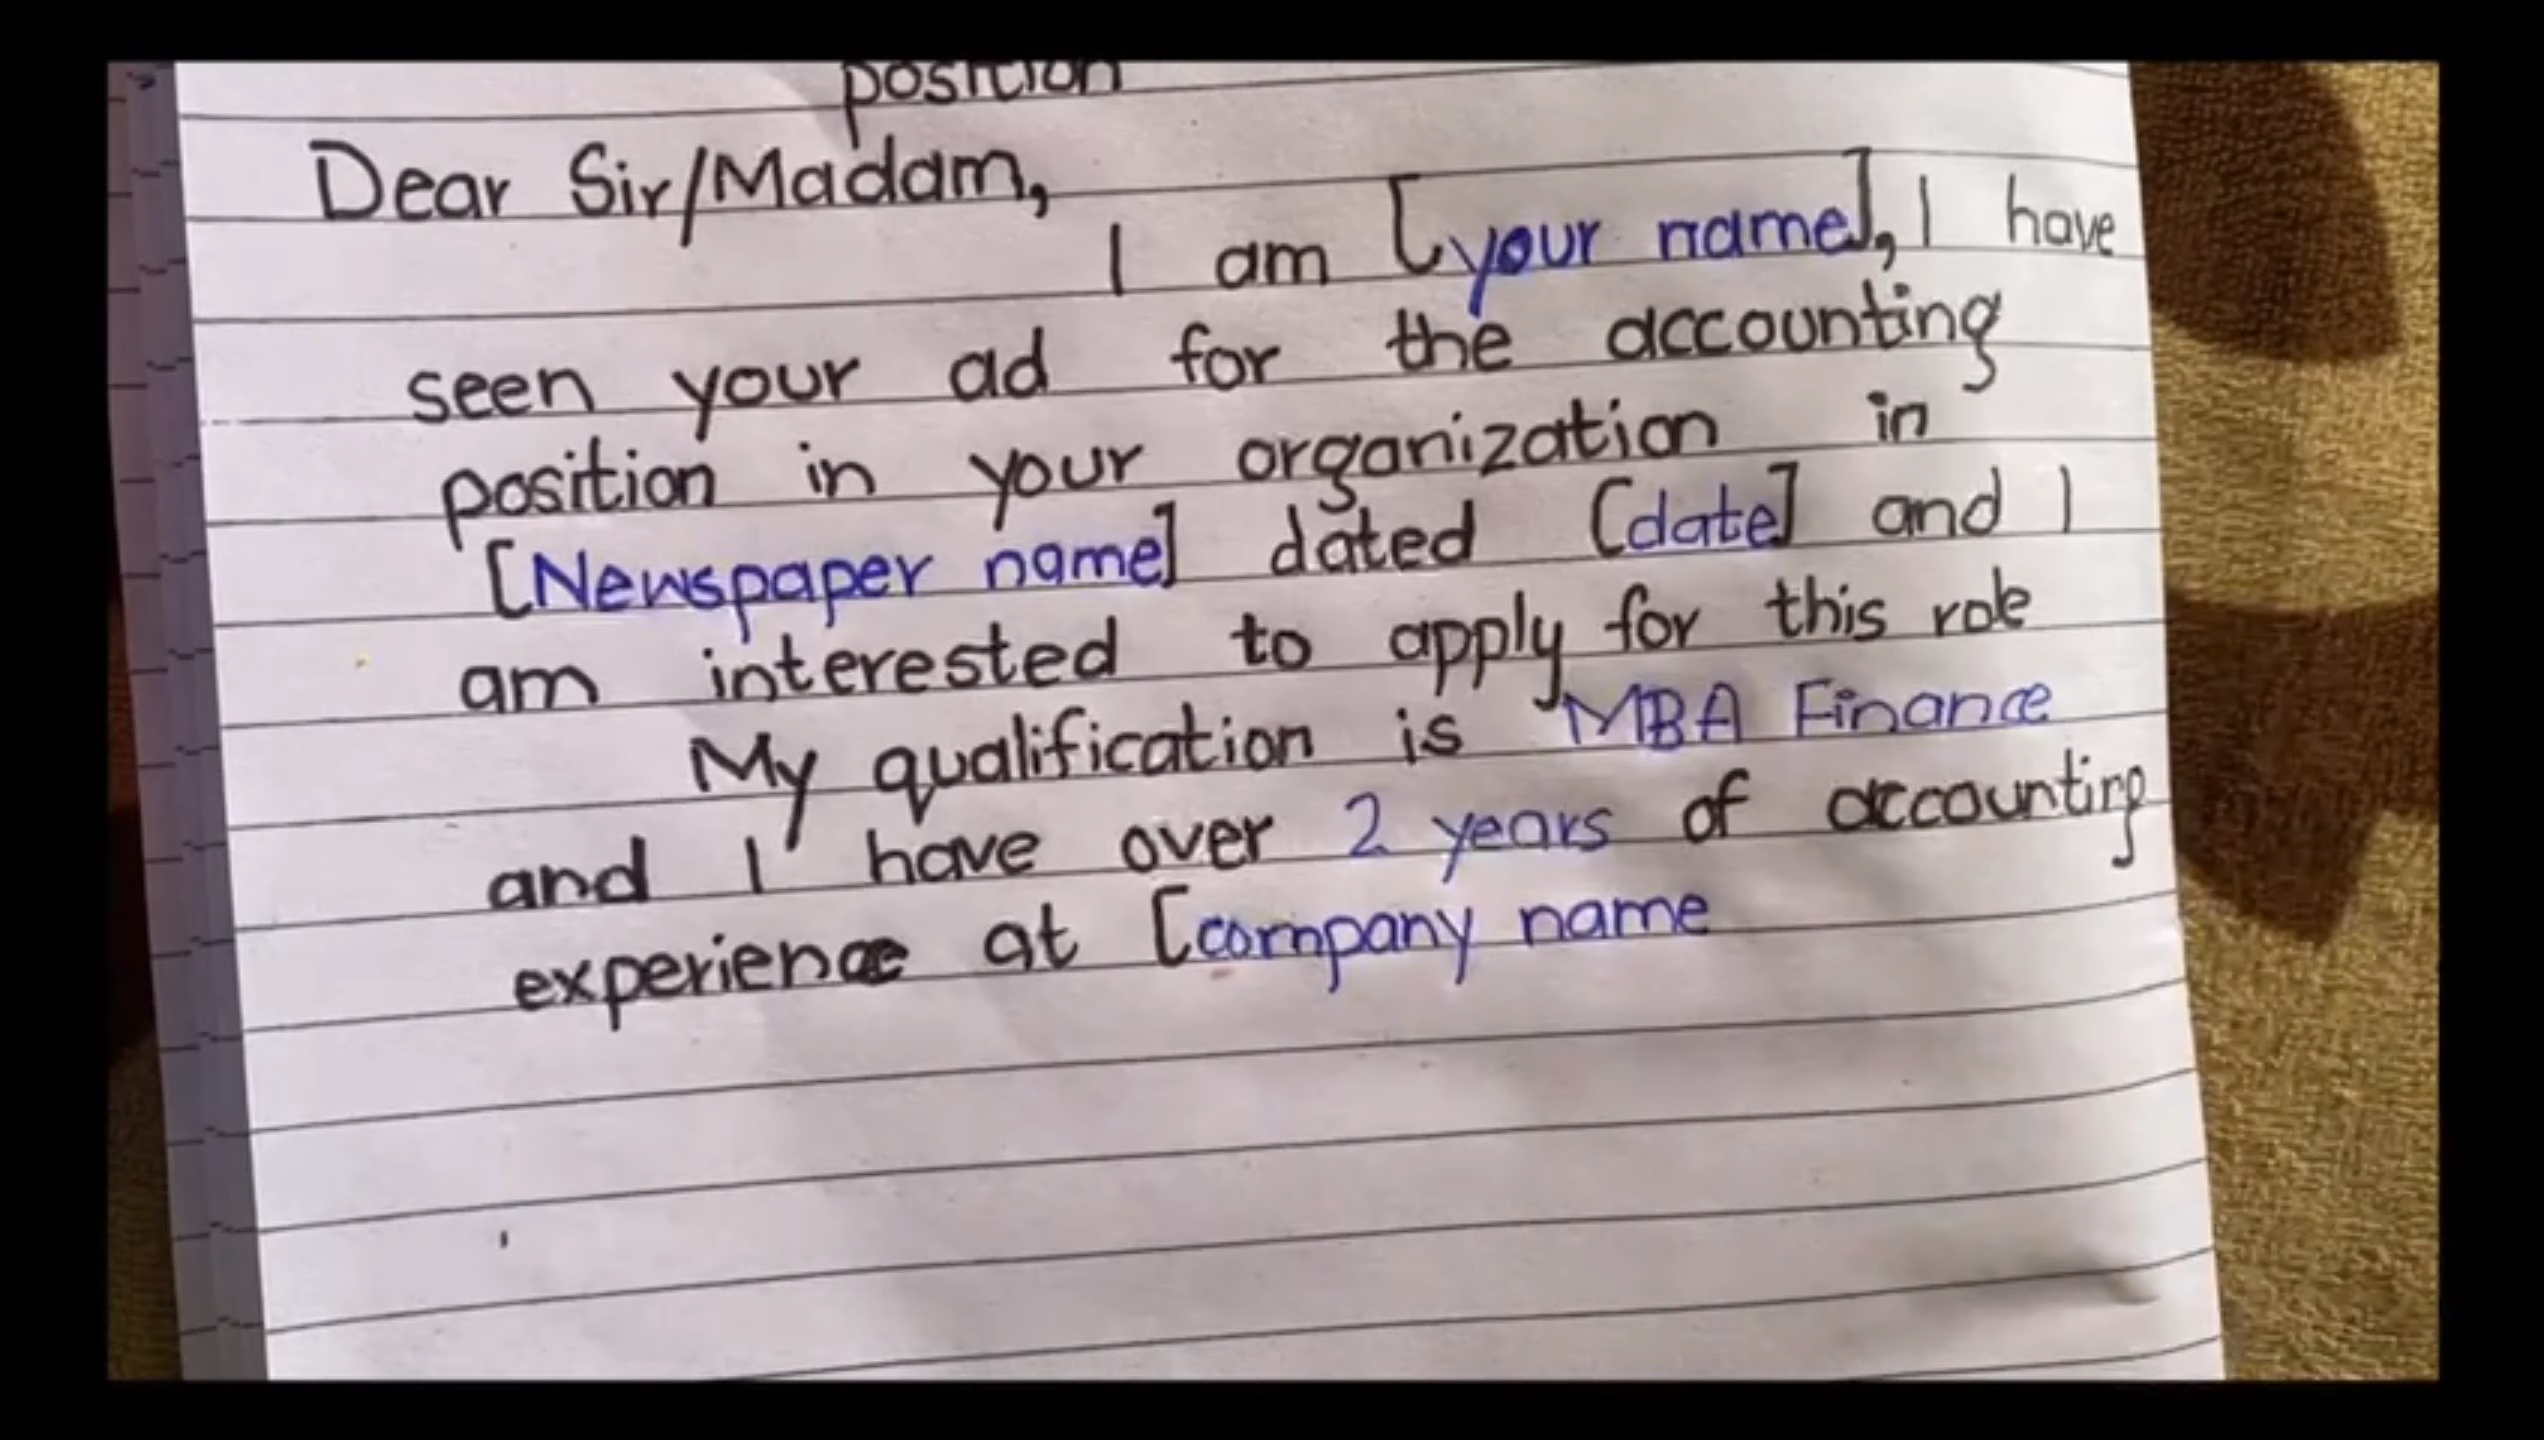 position
Dear Sir/Madam,
I am [your name], I have
seen your ad for the accounting
position in your organization in
[Newspaper name] dated [date] and I
am interested to apply for this role
My qualification is MBA Finance
and I have over 2 years of accounting
experience at [company name